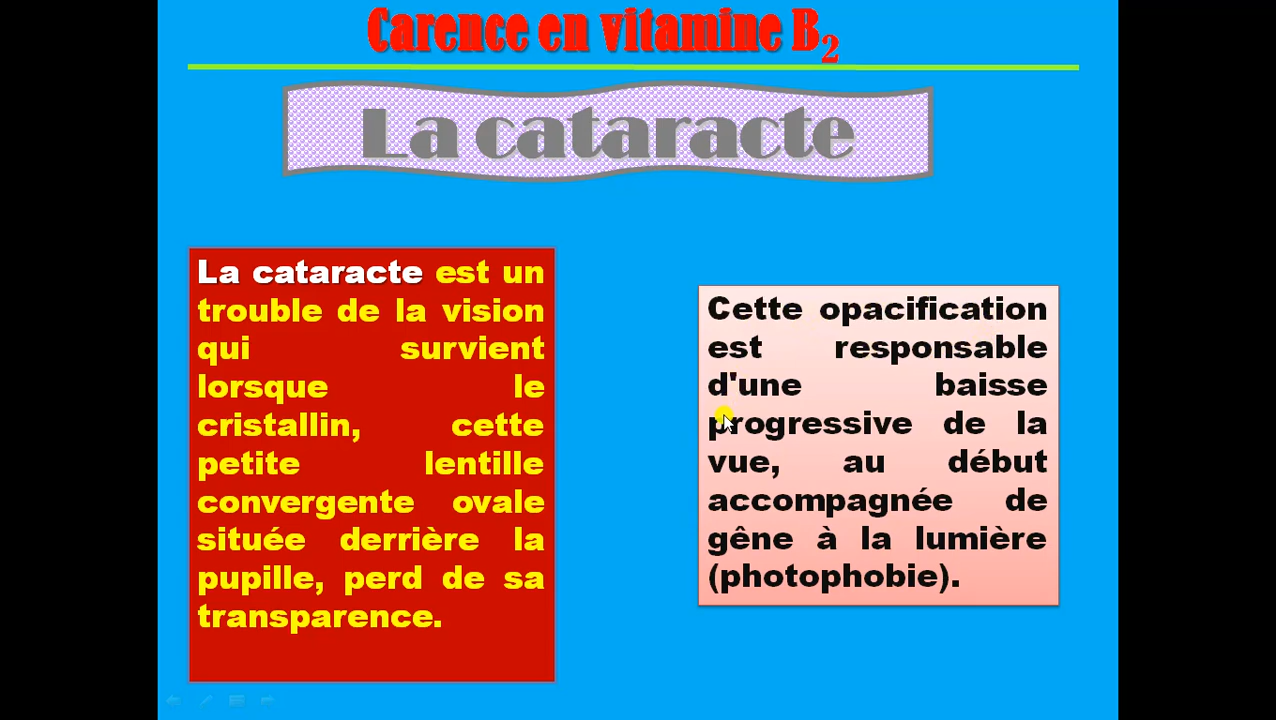 Carence en vitamine B2
La cataracte
La cataracte est un
trouble de la vision
qui survient
lorsque le
cristallin, cette
petite lentille
convergente ovale
située derrière la
pupille, perd de sa
transparence.
Cette opacification
est responsable
d'une baisse
progressive de la
vue, au début
accompagnée de
gêne à la lumière
(photophobie).